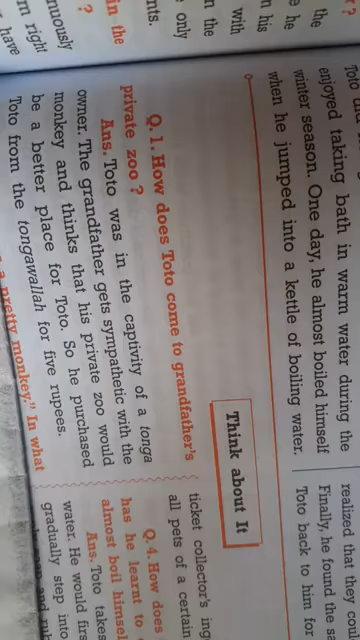 Toto
enjoyed taking bath in warm water during the
winter season. One day, he almost boiled himself
when he jumped into a kettle of boiling water.
realized that they cou
Finally, he found the sa
Toto back to him for
Think about It
Q. 1. How does Toto come to grandfather's
private zoo ?
Ans. Toto was in the captivity of a tonga
owner. The grandfather gets sympathetic with the
monkey and thinks that his private zoo would
be a better place for Toto. So he purchased
Toto from the tongawallah for five rupees.
a pretty monkey." In what
ticket collector's ing
all pets of a certain
Q. 4. How does
has he learnt to
almost boil himsel
Ans. Toto takes
water. He would firs
gradually step into
r ?
the
e he
n his
with
n the
only
nts.
in the
?
nuously
m right
have